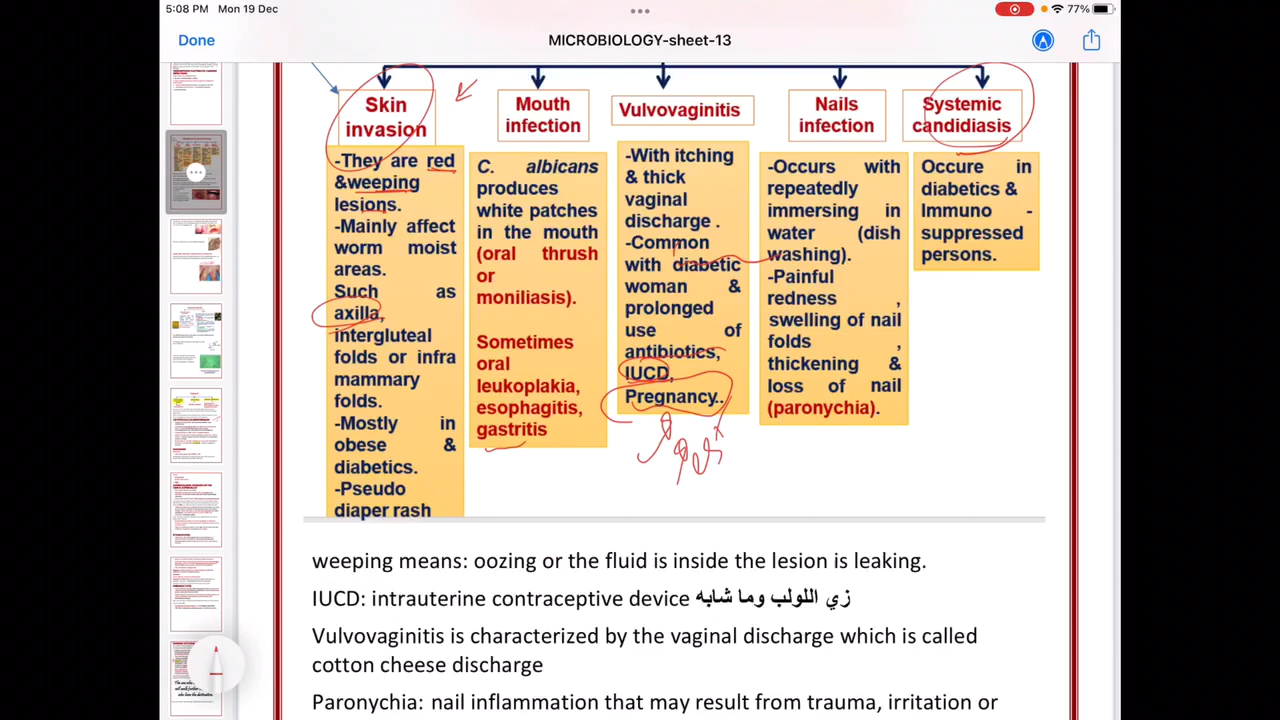 5:08 PM Mon 19 Dec
77%
Done
MICROBIOLOGY-sheet-13
Skin
invasion
-They are red
&weeping
lesions.
-Mainly affect
worm moist
areas.
Such as
axilla,
intergluteal
folds or infra
mammary
folds.
-Mostly in
obese &
diabetics.
-Pseudo
diaper rash
Mouth
infection
C. albicans
produces
white patches
in the mouth
(oral thrush
or
moniliasis).
Sometimes
oral
leukoplakia,
esophagitis,
gastritis
Vulvovaginitis
-With itching
& thick
vaginal
discharge .
-Common
with diabetic
woman &
prolonged
use of
antibiotics,
IUCD,
Pregnancy..
Nails
infection
-Occurs with
repeatedly
immersing in
water (dish
washing).
-Painful
redness ,
swelling of nail
folds ,
thickening &
loss of nail
(paronychia).
Systemic
candidiasis
Occure in
diabetics &
Immuno -
suppressed
persons.
weeping means oozing or the fluid is inside the lesion is leaking.
IUCD: intrauterine contraception device زي اللولب وما شابه
Vulvovaginitis is characterized by the vaginal discharge which is called
cotton cheese discharge
Paronychia: nail inflammation that may result from trauma, irritation or